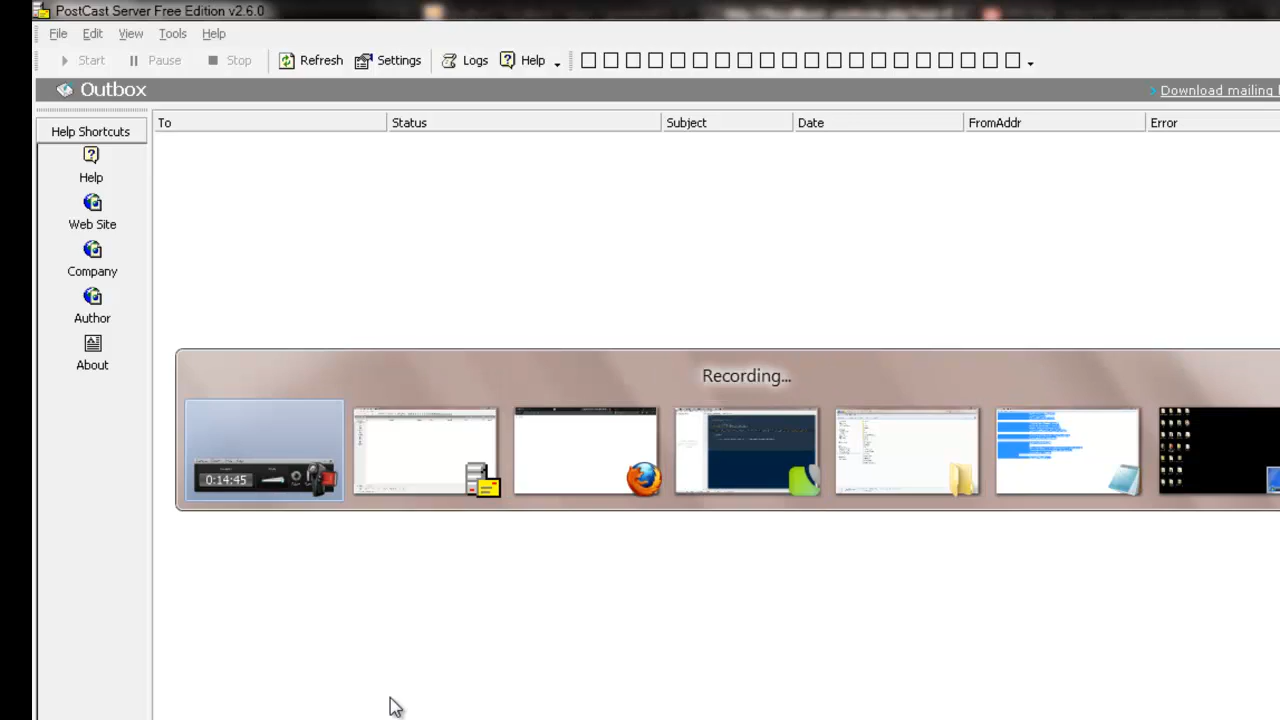 PostCast Server Free Edition v2.6.0
File Edit View Tools Help
Start Pause Stop Refresh Settings Logs Help
Outbox
Download mailing
Help Shortcuts
To Status Subject Date FromAddr Error
Help
Web Site
Company
Author
About
Recording...
0:14:45